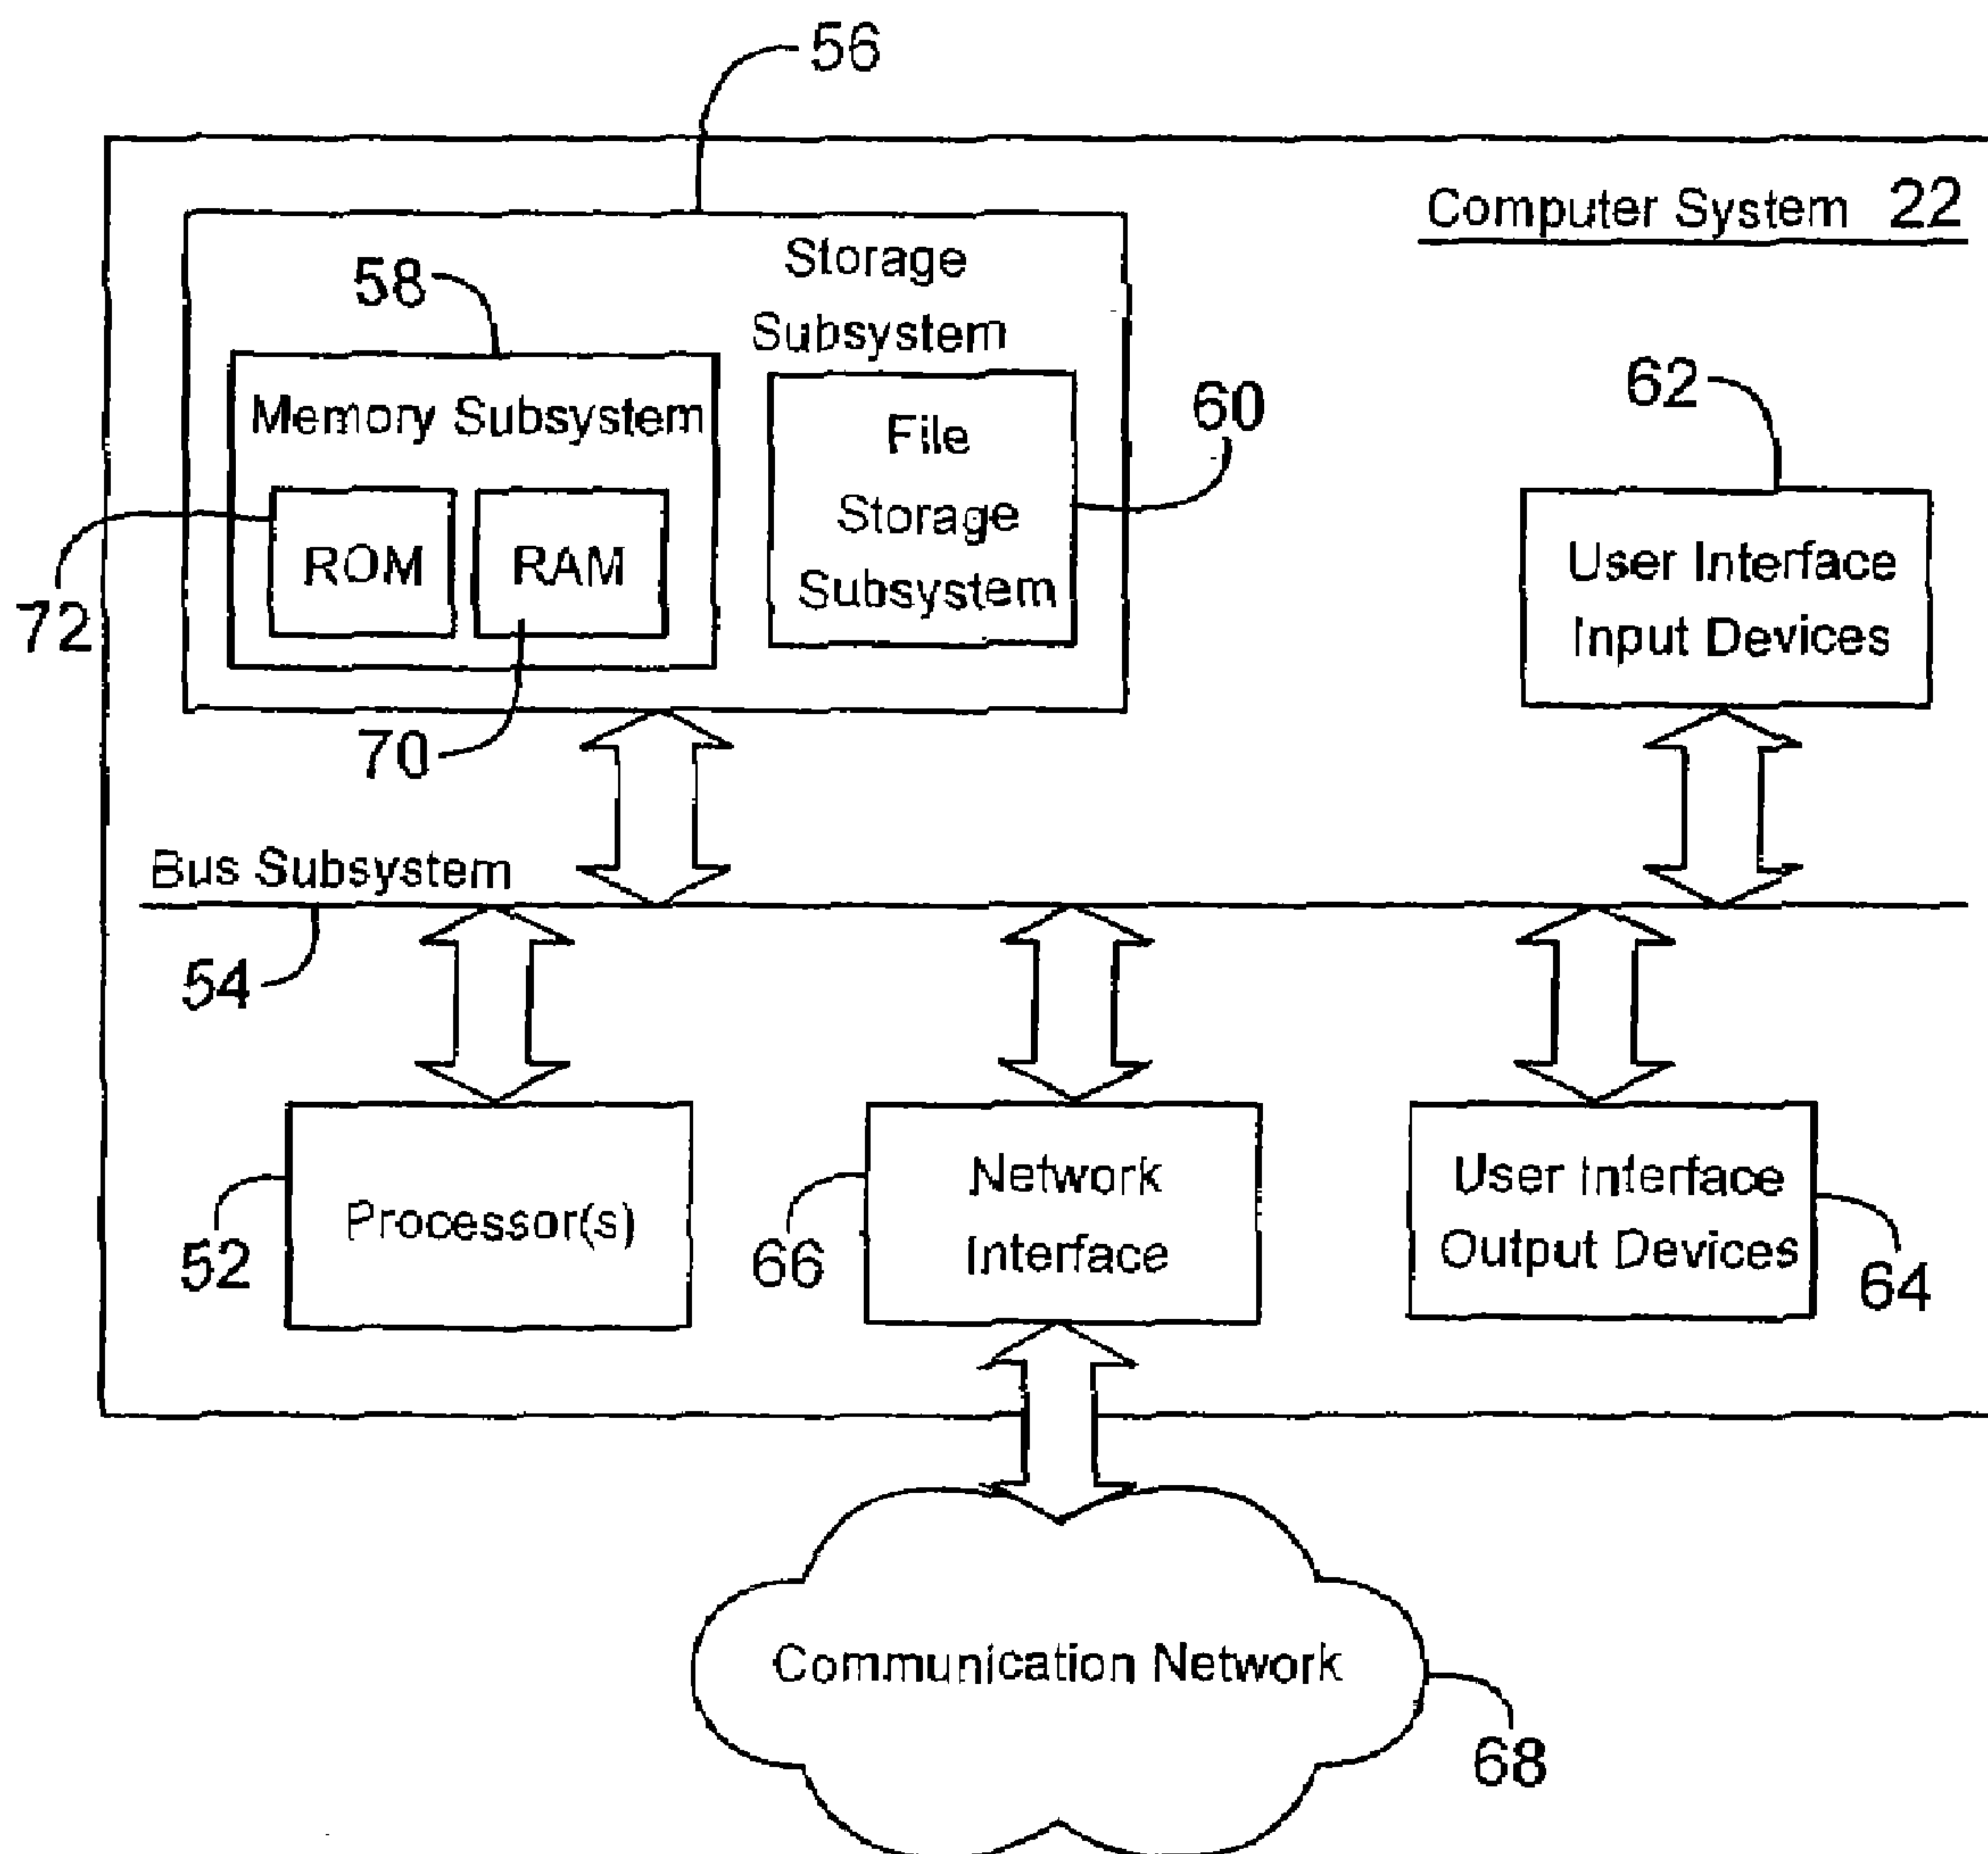 56
Computer System 22
Storage
Subsystem
58
Memory Subsystem
File
Storage
Subsystem
60
62
ROM
RAM
72
70
User Interface
Input Devices
Bus Subsystem
54
Processor(s)
52
Network
Interface
66
User Interface
Output Devices
64
Communication Network
68